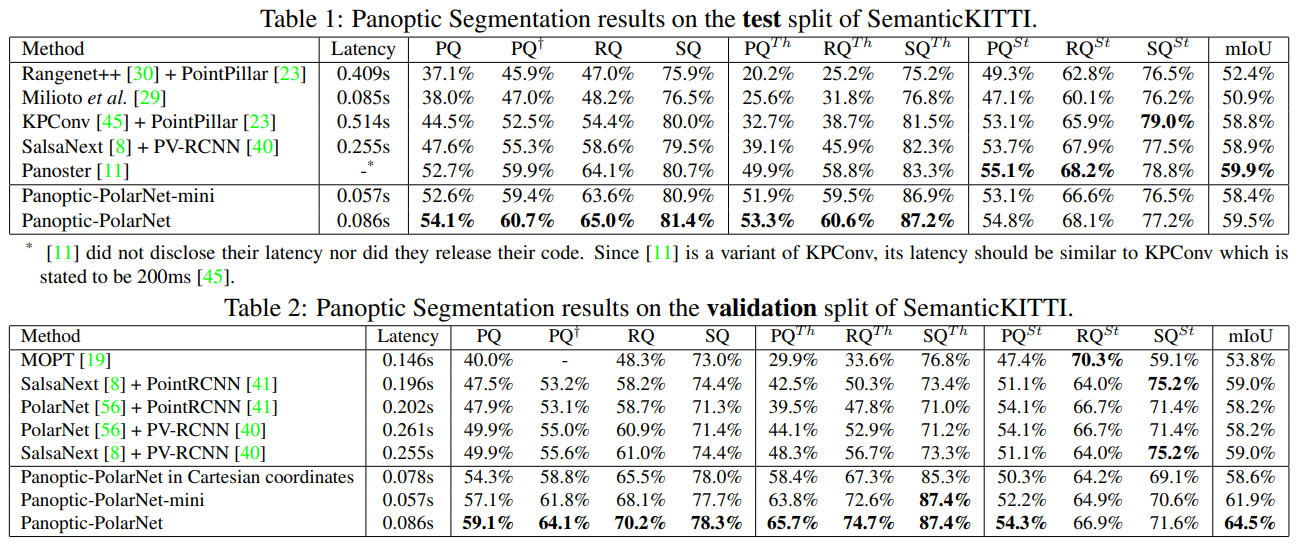 Table 1: Panoptic Segmentation results on the test split of SemanticKITTI.
Method Latency PQ PQ† RQ SQ PQ^Th RQ^Th SQ^Th PQ^St RQ^St SQ^St mIoU
Rangenet++ [30] + PointPillar [23] 0.409s 37.1% 45.9% 47.0% 75.9% 20.2% 25.2% 75.2% 49.3% 62.8% 76.5% 52.4%
Milioto et al. [29] 0.085s 38.0% 47.0% 48.2% 76.5% 25.6% 31.8% 76.8% 47.1% 60.1% 76.2% 50.9%
KPConv [45] + PointPillar [23] 0.514s 44.5% 52.5% 54.4% 80.0% 32.7% 38.7% 81.5% 53.1% 65.9% 79.0% 58.8%
SalsaNext [8] + PV-RCNN [40] 0.255s 47.6% 55.3% 58.6% 79.5% 39.1% 45.9% 82.3% 53.7% 67.9% 77.5% 58.9%
Panoster [11] -* 52.7% 59.9% 64.1% 80.7% 49.9% 58.8% 83.3% 55.1% 68.2% 78.8% 59.9%
Panoptic-PolarNet-mini 0.057s 52.6% 59.4% 63.6% 80.9% 51.9% 59.5% 86.9% 53.1% 66.6% 76.5% 58.4%
Panoptic-PolarNet 0.086s 54.1% 60.7% 65.0% 81.4% 53.3% 60.6% 87.2% 54.8% 68.1% 77.2% 59.5%
* [11] did not disclose their latency nor did they release their code. Since [11] is a variant of KPConv, its latency should be similar to KPConv which is
stated to be 200ms [45].
Table 2: Panoptic Segmentation results on the validation split of SemanticKITTI.
Method Latency PQ PQ† RQ SQ PQ^Th RQ^Th SQ^Th PQ^St RQ^St SQ^St mIoU
MOPT [19] 0.146s 40.0% - 48.3% 73.0% 29.9% 33.6% 76.8% 47.4% 70.3% 59.1% 53.8%
SalsaNext [8] + PointRCNN [41] 0.196s 47.5% 53.2% 58.2% 74.4% 42.5% 50.3% 73.4% 51.1% 64.0% 75.2% 59.0%
PolarNet [56] + PointRCNN [41] 0.202s 47.9% 53.1% 58.7% 71.3% 39.5% 47.8% 71.0% 54.1% 66.7% 71.4% 58.2%
PolarNet [56] + PV-RCNN [40] 0.261s 49.9% 55.0% 60.9% 71.4% 44.1% 52.9% 71.2% 54.1% 66.7% 71.4% 58.2%
SalsaNext [8] + PV-RCNN [40] 0.255s 49.9% 55.6% 61.0% 74.4% 48.3% 56.7% 73.3% 51.1% 64.0% 75.2% 59.0%
Panoptic-PolarNet in Cartesian coordinates 0.078s 54.3% 58.8% 65.5% 78.0% 58.4% 67.3% 85.3% 50.3% 64.2% 69.1% 58.6%
Panoptic-PolarNet-mini 0.057s 57.1% 61.8% 68.1% 77.7% 63.8% 72.6% 87.4% 52.2% 64.9% 70.6% 61.9%
Panoptic-PolarNet 0.086s 59.1% 64.1% 70.2% 78.3% 65.7% 74.7% 87.4% 54.3% 66.9% 71.6% 64.5%